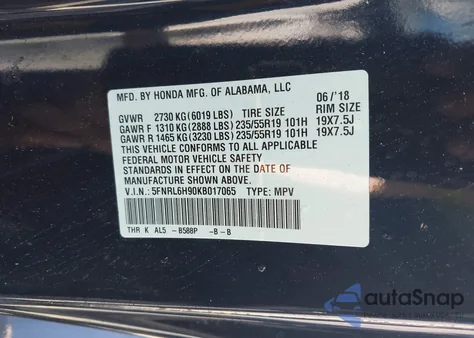 MFD. BY HONDA MFG. OF ALABAMA, LLC
06/'18
GVWR 2730 KG(6019 LBS) TIRE SIZE RIM SIZE
GAWR F 1310 KG(2888 LBS) 235/55R19 101H 19X7.5J
GAWR R 1465 KG(3230 LBS) 235/55R19 101H 19X7.5J
THIS VEHICLE CONFORMS TO ALL APPLICABLE
FEDERAL MOTOR VEHICLE SAFETY
STANDARDS IN EFFECT ON THE DATE OF
MANUFACTURE SHOWN ABOVE.
V.I.N.: 5FNRL6H90KB017065 TYPE: MPV
THR K AL5 -B588P -B-B
autoSnap